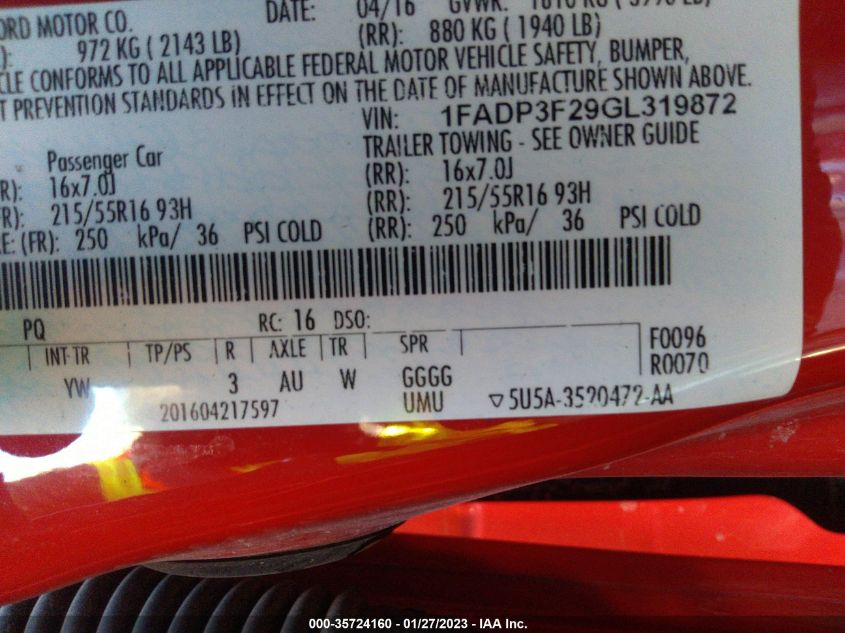 ORD MOTOR CO. DATE: 04/16 GVWR:
972 KG ( 2143 LB) (RR): 880 KG ( 1940 LB)
CLE CONFORMS TO ALL APPLICABLE FEDERAL MOTOR VEHICLE SAFETY, BUMPER,
T PREVENTION STANDARDS IN EFFECT ON THE DATE OF MANUFACTURE SHOWN ABOVE.
VIN: 1FADP3F29GL319872
Passenger Car TRAILER TOWING - SEE OWNER GUIDE
R): 16x7.0J (RR): 16x7.0J
FR): 215/55R16 93H (RR): 215/55R16 93H
E: (FR): 250 kPa/ 36 PSI COLD (RR): 250 kPa/ 36 PSI COLD
PQ RC: 16 DSO:
INT TR TP/PS R AXLE TR SPR F0096
R0070
YW 3 AU W GGGG
201604217597 UMU ▽5U5A-3520472-AA
000-35724160 - 01/27/2023 - IAA Inc.